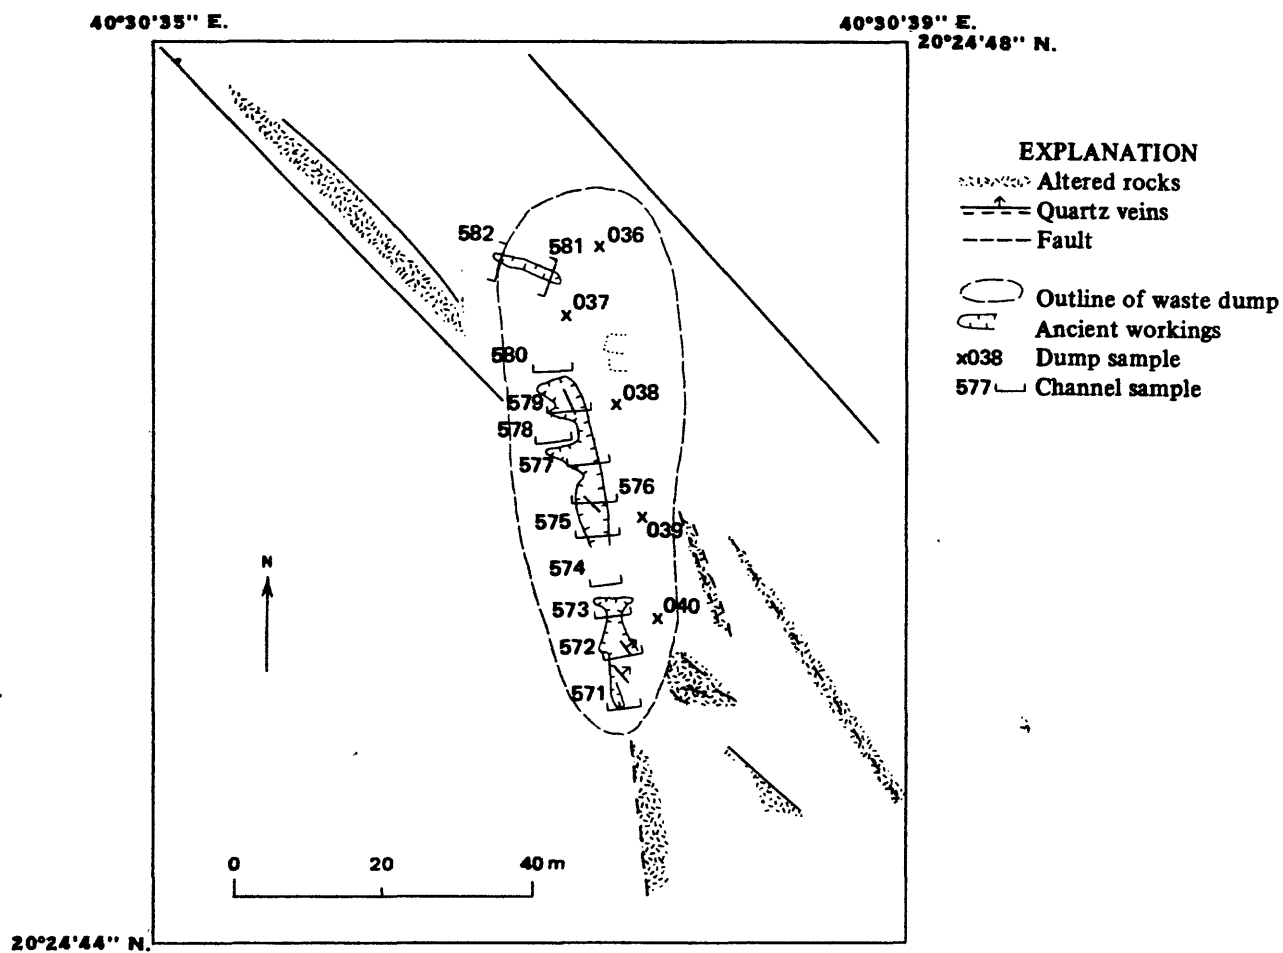 40°30'35" E.
40°30'39" E.
20°24'48" N.
EXPLANATION
Altered rocks
Quartz veins
Fault
Outline of waste dump
Ancient workings
x038 Dump sample
577 Channel sample
582
581
x036
x037
580
579
x038
578
577
576
575
x039
574
573
x040
572
571
N
0 20 40 m
20°24'44" N.